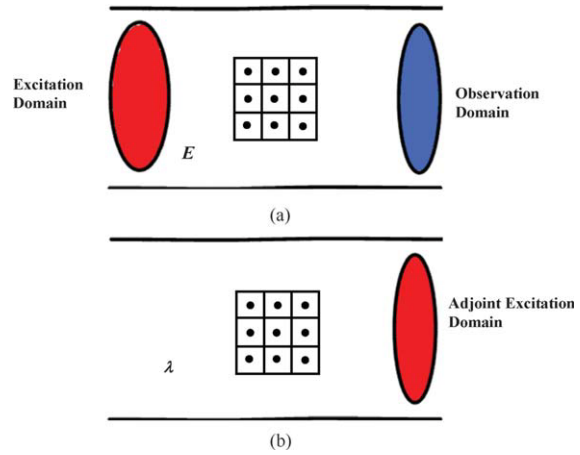 Excitation
Domain
Observation
Domain
E
(a)
Adjoint Excitation
Domain
λ
(b)